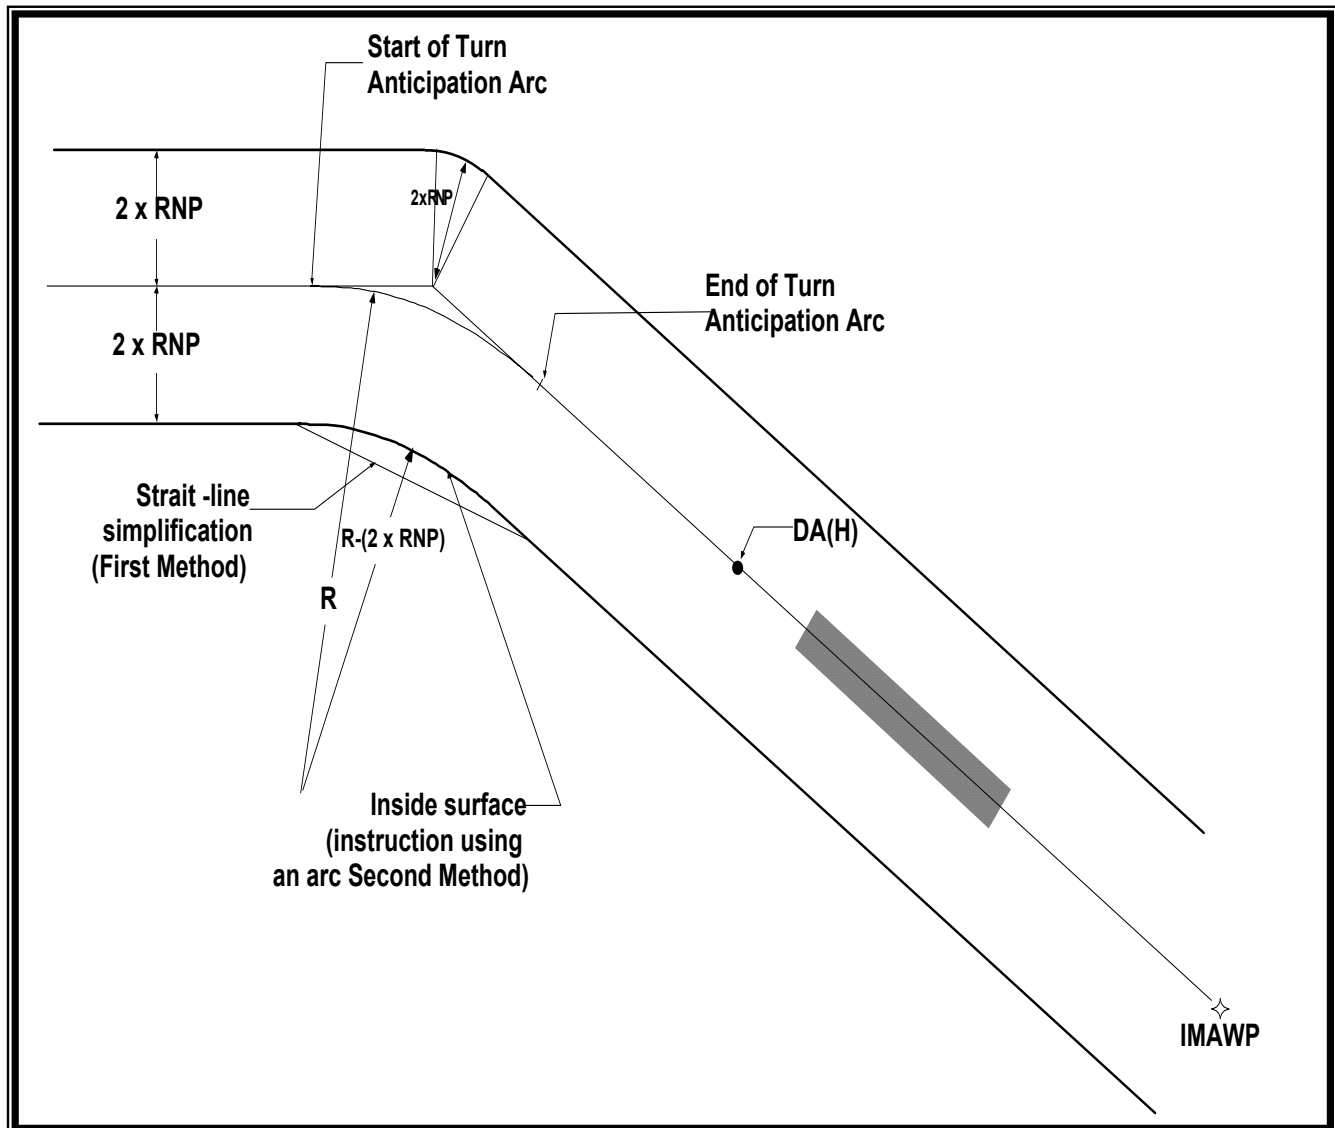 Start of Turn
Anticipation Arc
2 x RNP
2xRNP
End of Turn
Anticipation Arc
2 x RNP
Strait -line
simplification
(First Method)
R-(2 x RNP)
DA(H)
R
Inside surface
(instruction using
an arc Second Method)
IMAWP